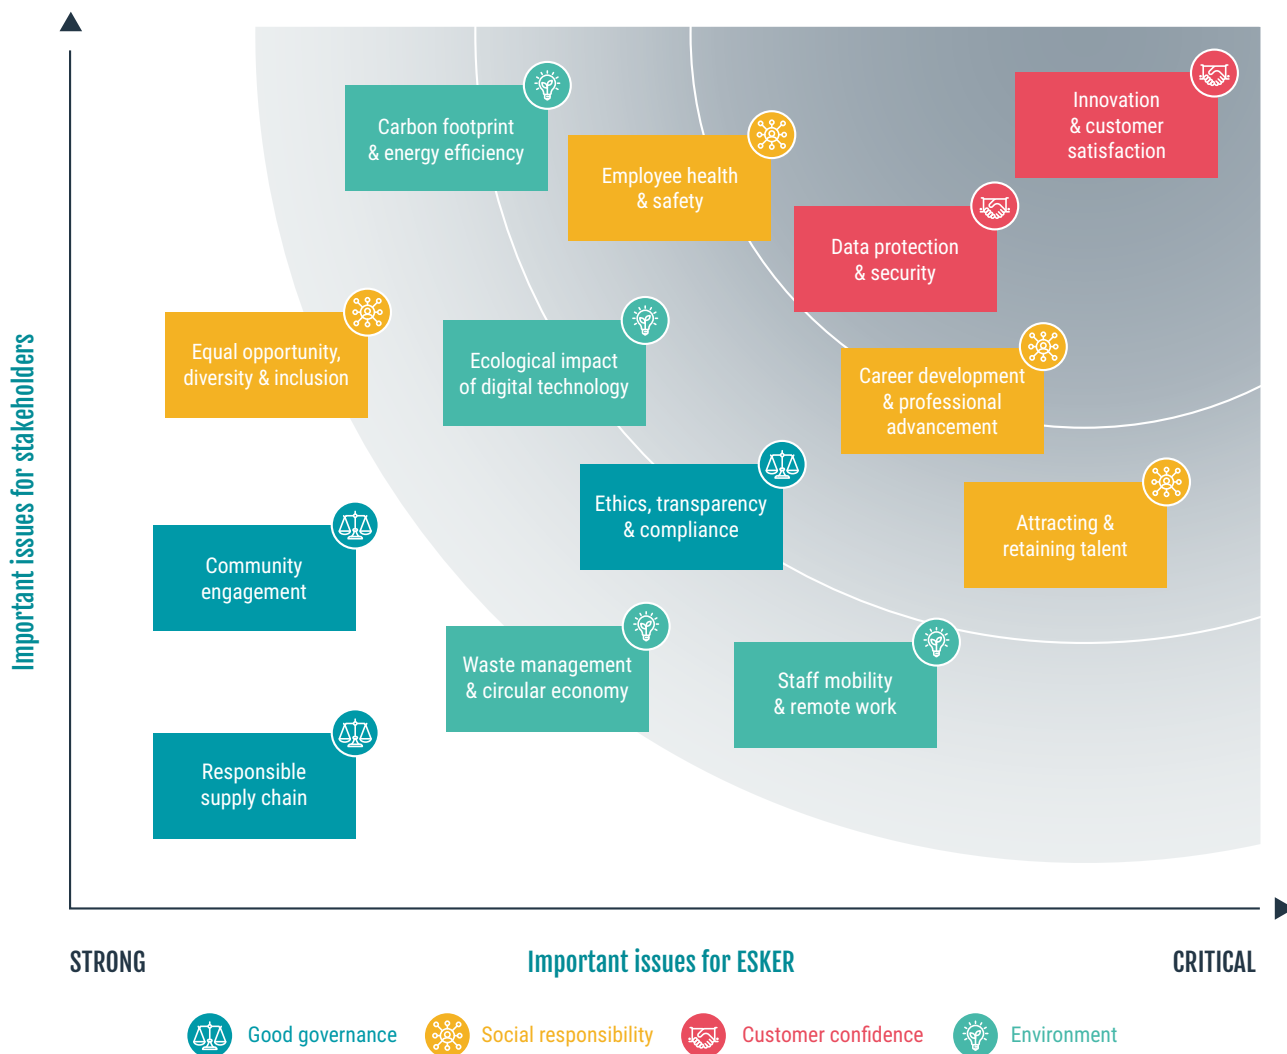 Important issues for stakeholders
Innovation
& customer
satisfaction
Carbon footprint
& energy efficiency
Employee health
& safety
Data protection
& security
Equal opportunity,
diversity & inclusion
Ecological impact
of digital technology
Career development
& professional
advancement
Ethics, transparency
& compliance
Attracting &
retaining talent
Community
engagement
Waste management
& circular economy
Staff mobility
& remote work
Responsible
supply chain
STRONG
Important issues for ESKER
CRITICAL
Good governance
Social responsibility
Customer confidence
Environment